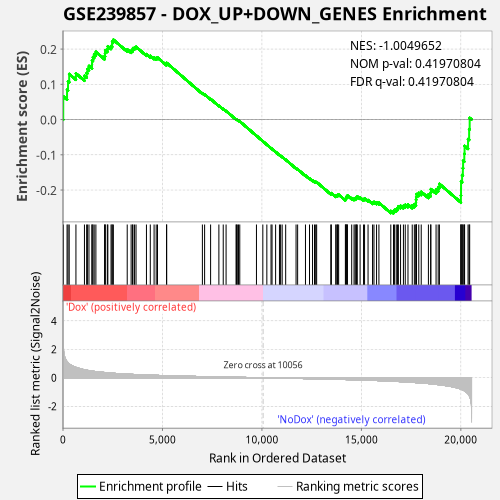 GSE239857 - DOX_UP+DOWN_GENES Enrichment
NES: -1.0049652
NOM p-val: 0.41970804
FDR q-val: 0.41970804
Enrichment score (ES)
0.2
0.1
0.0
-0.1
-0.2
'Dox' (positively correlated)
Ranked list metric (Signal2Noise)
4
2
0
-2
Zero cross at 10056
'NoDox' (negatively correlated)
0
5,000
10,000
15,000
20,000
Rank in Ordered Dataset
Enrichment profile
Hits
Ranking metric scores